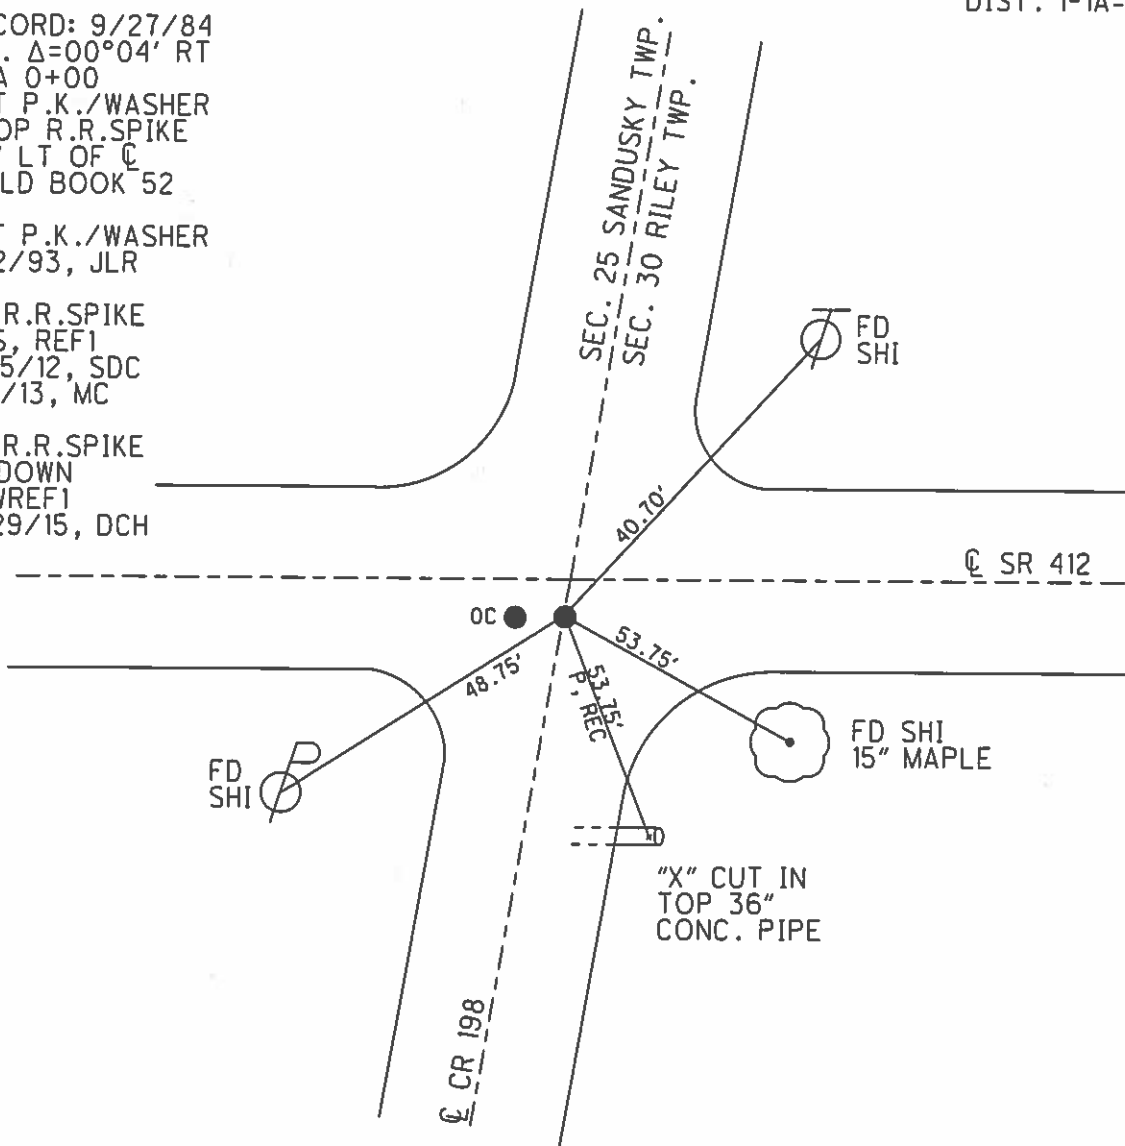 DIST. 1-1A-
CORD: 9/27/84
. Δ=00°04' RT
A 0+00
T P.K./WASHER
OP R.R.SPIKE
' LT OF ℄
LD BOOK 52
T P.K./WASHER
2/93, JLR
R.R.SPIKE
S, REF1
5/12, SDC
/13, MC
R.R.SPIKE
DOWN
/REF1
29/15, DCH
SEC. 25 SANDUSKY TWP.
SEC. 30 RILEY TWP.
FD
SHI
40.70'
℄ SR 412
OC
53.75'
48.75'
53.75'
P, REC
FD SHI
15" MAPLE
FD
SHI
"X" CUT IN
TOP 36"
CONC. PIPE
℄ CR 198